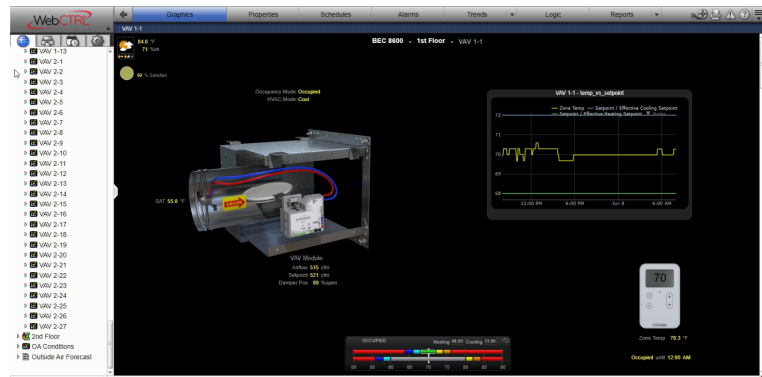 WebCTRL
Graphics Properties Schedules Alarms Trends Logic Reports
VAV 1-1
VAV 1-13
VAV 2-1
VAV 2-2
VAV 2-3
VAV 2-4
VAV 2-5
VAV 2-6
VAV 2-7
VAV 2-8
VAV 2-9
VAV 2-10
VAV 2-11
VAV 2-12
VAV 2-13
VAV 2-14
VAV 2-15
VAV 2-16
VAV 2-17
VAV 2-18
VAV 2-19
VAV 2-20
VAV 2-21
VAV 2-22
VAV 2-23
VAV 2-24
VAV 2-25
VAV 2-26
VAV 2-27
2nd Floor
OA Conditions
Outside Air Forecast
84.0 °F
71 %rh
BEC 8600 1st Floor VAV 1-1
98 % Satisfied
Occupancy Mode Occupied
HVAC Mode Cool
SAT 55.0 °F
VAV Module:
Airflow 515 cfm
Setpoint 521 cfm
Damper Pos 89 %open
VAV 1-1 - temp_vs_setpoint
Zone Temp Setpoint / Effective Cooling Setpoint
Setpoint / Effective Heating Setpoint
72
71
70
69
68
12:00 PM 6:00 PM Jun 8 6:00 AM
70
Zone Temp 70.3 °F
Occupied until 12:00 AM
OCCUPIED Heating 68.00 Cooling 72.00
50 55 60 65 70 75 80 85 90